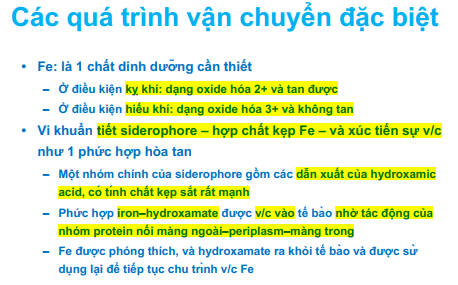 Các quá trình vận chuyển đặc biệt
• Fe: là 1 chất dinh dưỡng cần thiết
– Ở điều kiện kỵ khí: dạng oxide hóa 2+ và tan được
– Ở điều kiện hiếu khí: dạng oxide hóa 3+ và không tan
• Vi khuẩn tiết siderophore – hợp chất kẹp Fe – và xúc tiến sự v/c
như 1 phức hợp hòa tan
– Một nhóm chính của siderophore gồm các dẫn xuất của hydroxamic
acid, có tính chất kẹp sắt rất mạnh
– Phức hợp iron–hydroxamate được v/c vào tế bào nhờ tác động của
nhóm protein nối màng ngoài–periplasm–màng trong
– Fe được phóng thích, và hydroxamate ra khỏi tế bào và được sử
dụng lại để tiếp tục chu trình v/c Fe